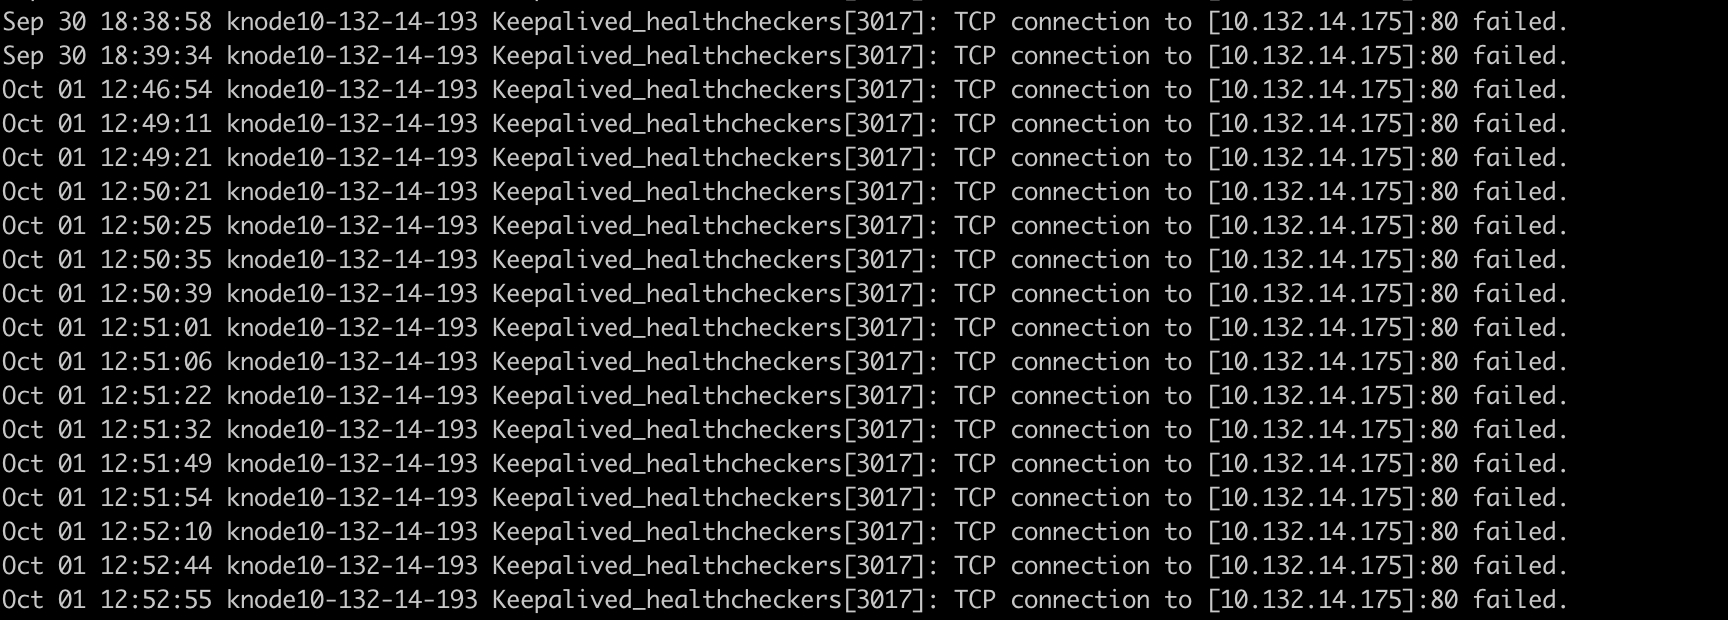 Sep 30 18:38:58 knode10-132-14-193 Keepalived_healthcheckers[3017]: TCP connection to [10.132.14.175]:80 failed.
Sep 30 18:39:34 knode10-132-14-193 Keepalived_healthcheckers[3017]: TCP connection to [10.132.14.175]:80 failed.
Oct 01 12:46:54 knode10-132-14-193 Keepalived_healthcheckers[3017]: TCP connection to [10.132.14.175]:80 failed.
Oct 01 12:49:11 knode10-132-14-193 Keepalived_healthcheckers[3017]: TCP connection to [10.132.14.175]:80 failed.
Oct 01 12:49:21 knode10-132-14-193 Keepalived_healthcheckers[3017]: TCP connection to [10.132.14.175]:80 failed.
Oct 01 12:50:21 knode10-132-14-193 Keepalived_healthcheckers[3017]: TCP connection to [10.132.14.175]:80 failed.
Oct 01 12:50:25 knode10-132-14-193 Keepalived_healthcheckers[3017]: TCP connection to [10.132.14.175]:80 failed.
Oct 01 12:50:35 knode10-132-14-193 Keepalived_healthcheckers[3017]: TCP connection to [10.132.14.175]:80 failed.
Oct 01 12:50:39 knode10-132-14-193 Keepalived_healthcheckers[3017]: TCP connection to [10.132.14.175]:80 failed.
Oct 01 12:51:01 knode10-132-14-193 Keepalived_healthcheckers[3017]: TCP connection to [10.132.14.175]:80 failed.
Oct 01 12:51:06 knode10-132-14-193 Keepalived_healthcheckers[3017]: TCP connection to [10.132.14.175]:80 failed.
Oct 01 12:51:22 knode10-132-14-193 Keepalived_healthcheckers[3017]: TCP connection to [10.132.14.175]:80 failed.
Oct 01 12:51:32 knode10-132-14-193 Keepalived_healthcheckers[3017]: TCP connection to [10.132.14.175]:80 failed.
Oct 01 12:51:49 knode10-132-14-193 Keepalived_healthcheckers[3017]: TCP connection to [10.132.14.175]:80 failed.
Oct 01 12:51:54 knode10-132-14-193 Keepalived_healthcheckers[3017]: TCP connection to [10.132.14.175]:80 failed.
Oct 01 12:52:10 knode10-132-14-193 Keepalived_healthcheckers[3017]: TCP connection to [10.132.14.175]:80 failed.
Oct 01 12:52:44 knode10-132-14-193 Keepalived_healthcheckers[3017]: TCP connection to [10.132.14.175]:80 failed.
Oct 01 12:52:55 knode10-132-14-193 Keepalived_healthcheckers[3017]: TCP connection to [10.132.14.175]:80 failed.